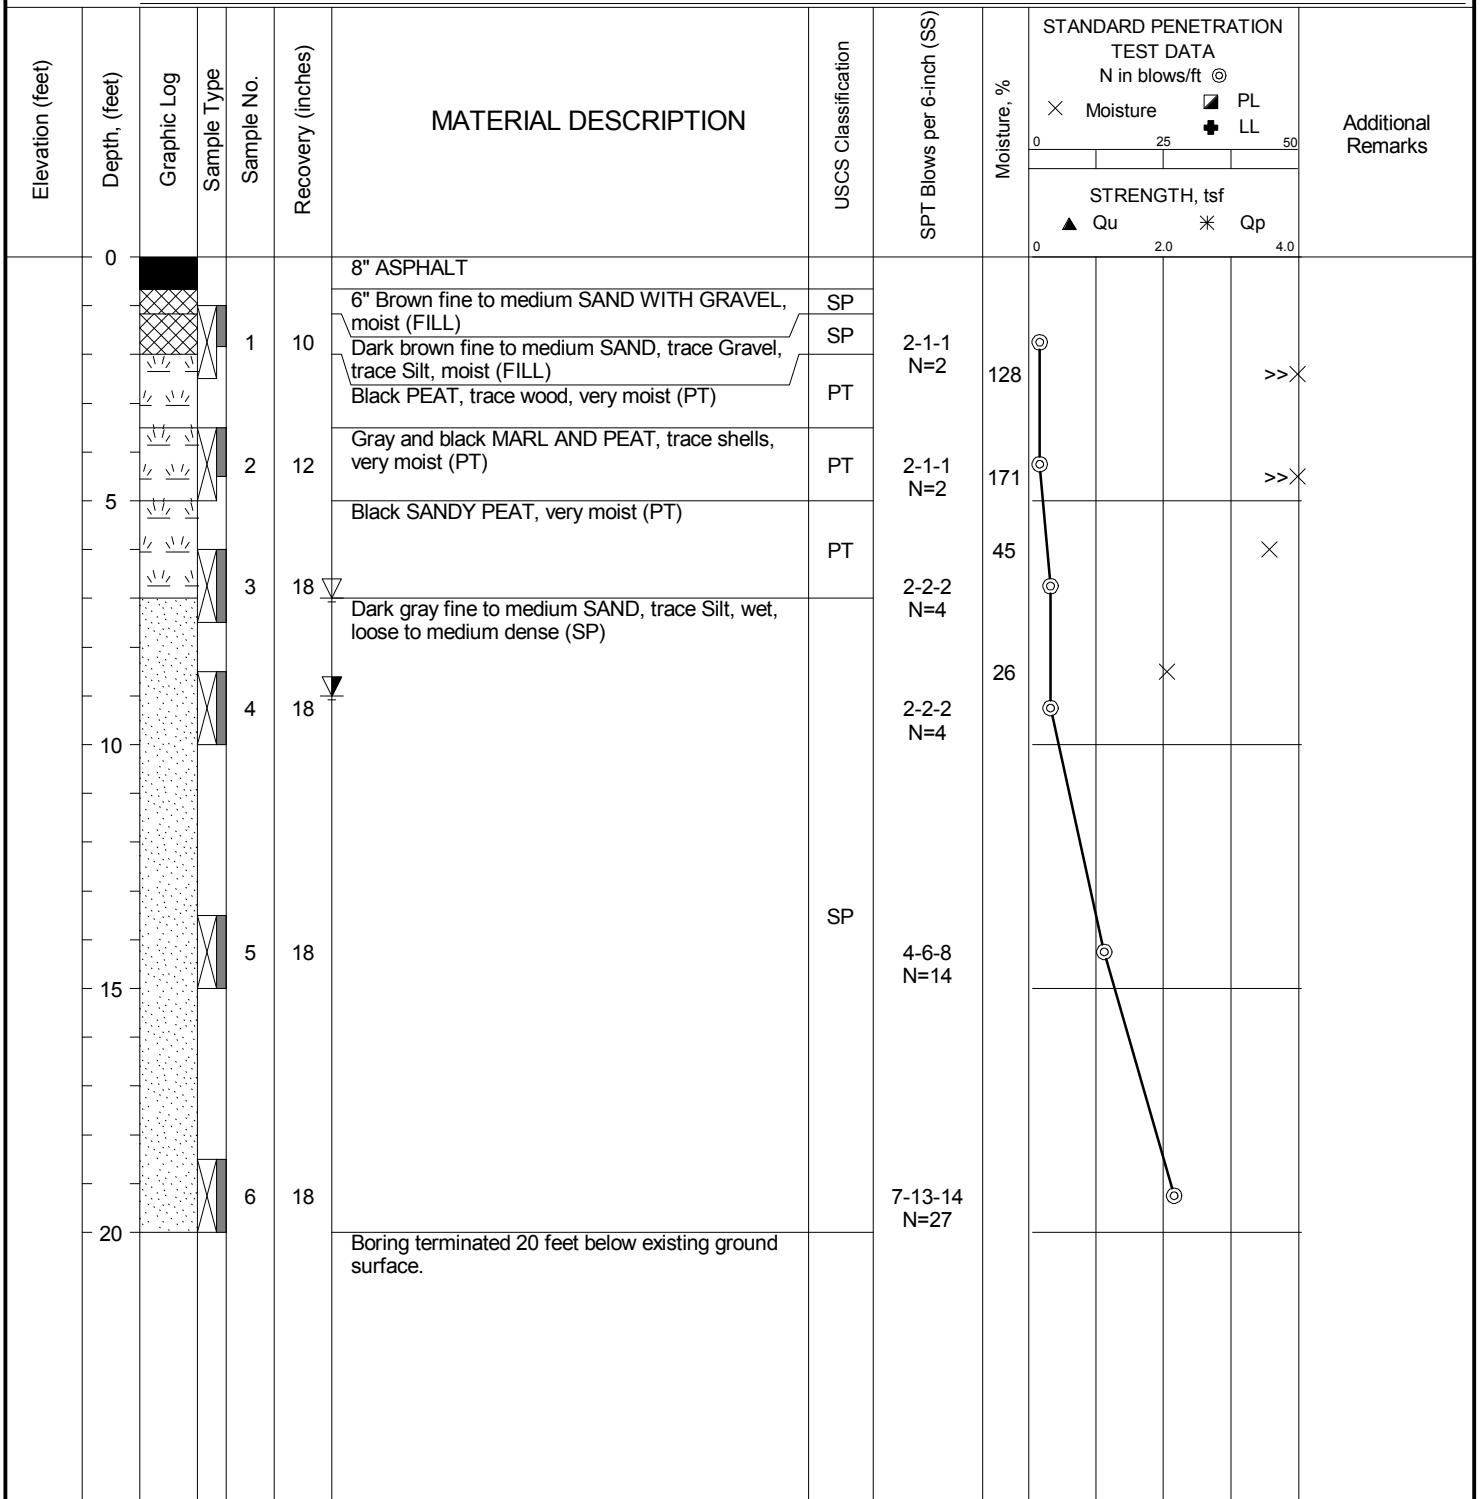 Elevation (feet)
Depth, (feet)
Graphic Log
Sample Type
Sample No.
Recovery (inches)
MATERIAL DESCRIPTION
USCS Classification
SPT Blows per 6-inch (SS)
Moisture, %
STANDARD PENETRATION
TEST DATA
N in blows/ft
Moisture
PL
LL
0 25 50
STRENGTH, tsf
Qu
Qp
0 2.0 4.0
Additional
Remarks
0
8" ASPHALT
6" Brown fine to medium SAND WITH GRAVEL,
moist (FILL)
SP
1
10
Dark brown fine to medium SAND, trace Gravel,
trace Silt, moist (FILL)
SP
2-1-1
N=2
Black PEAT, trace wood, very moist (PT)
PT
128
>>
Gray and black MARL AND PEAT, trace shells,
very moist (PT)
2
12
PT
2-1-1
N=2
171
>>
5
Black SANDY PEAT, very moist (PT)
PT
45
3
18
2-2-2
N=4
Dark gray fine to medium SAND, trace Silt, wet,
loose to medium dense (SP)
26
4
18
2-2-2
N=4
10
SP
5
18
4-6-8
N=14
15
6
18
7-13-14
N=27
20
Boring terminated 20 feet below existing ground
surface.